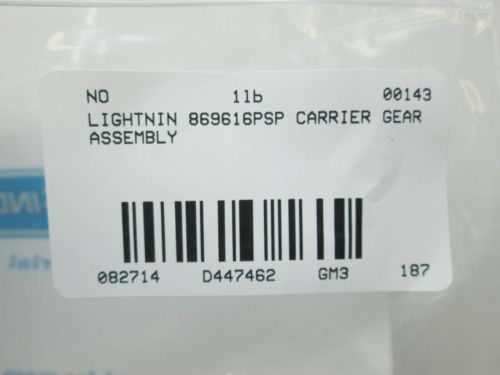 NO 1lb 00143
LIGHTNIN 869616PSP CARRIER GEAR
ASSEMBLY
082714 D447462 GM3 187